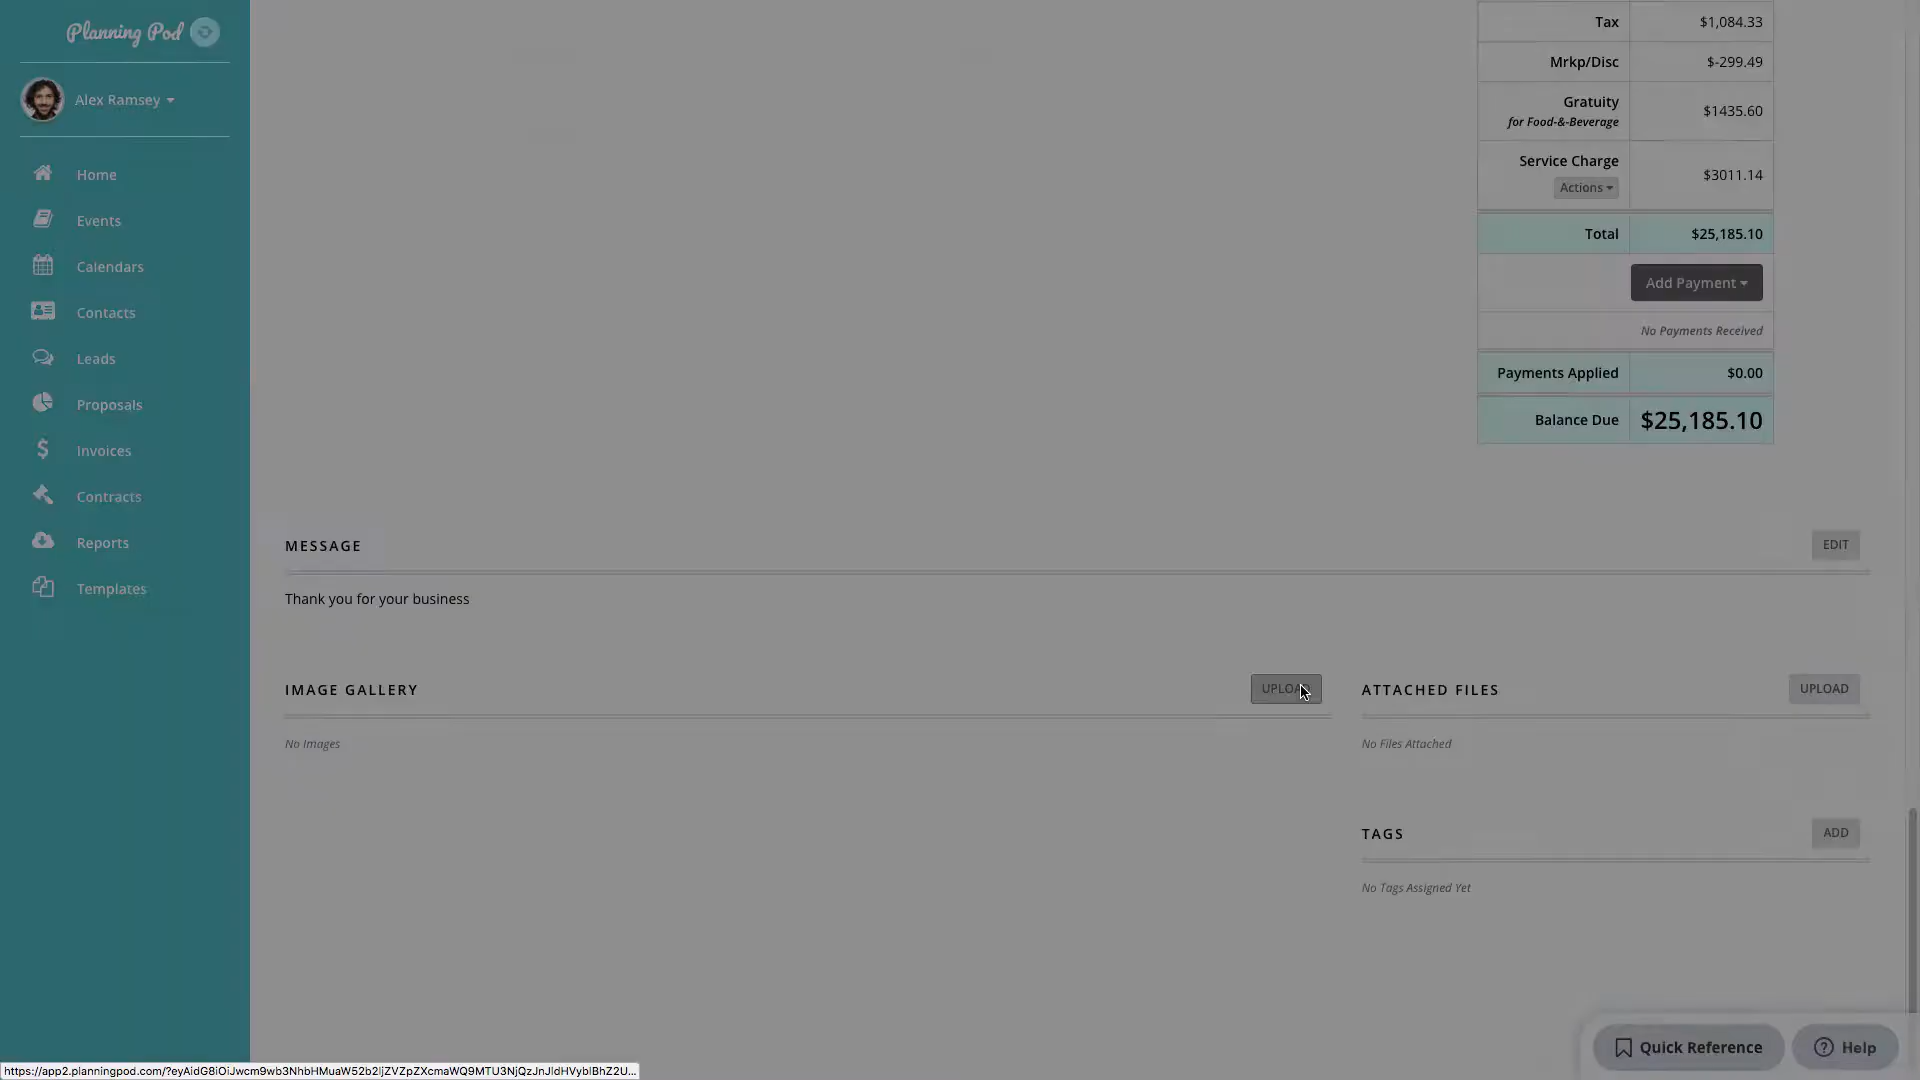 Planning Pod
Alex Ramsey
Home
Events
Calendars
Contacts
Leads
Proposals
Invoices
Contracts
Reports
Templates
Tax $1,084.33
Mrkp/Disc $-299.49
Gratuity
for Food-&-Beverage $1435.60
Service Charge
Actions $3011.14
Total $25,185.10
Add Payment
No Payments Received
Payments Applied $0.00
Balance Due $25,185.10
MESSAGE EDIT
Thank you for your business
IMAGE GALLERY UPLOAD
No Images
ATTACHED FILES UPLOAD
No Files Attached
TAGS ADD
No Tags Assigned Yet
Quick Reference Help